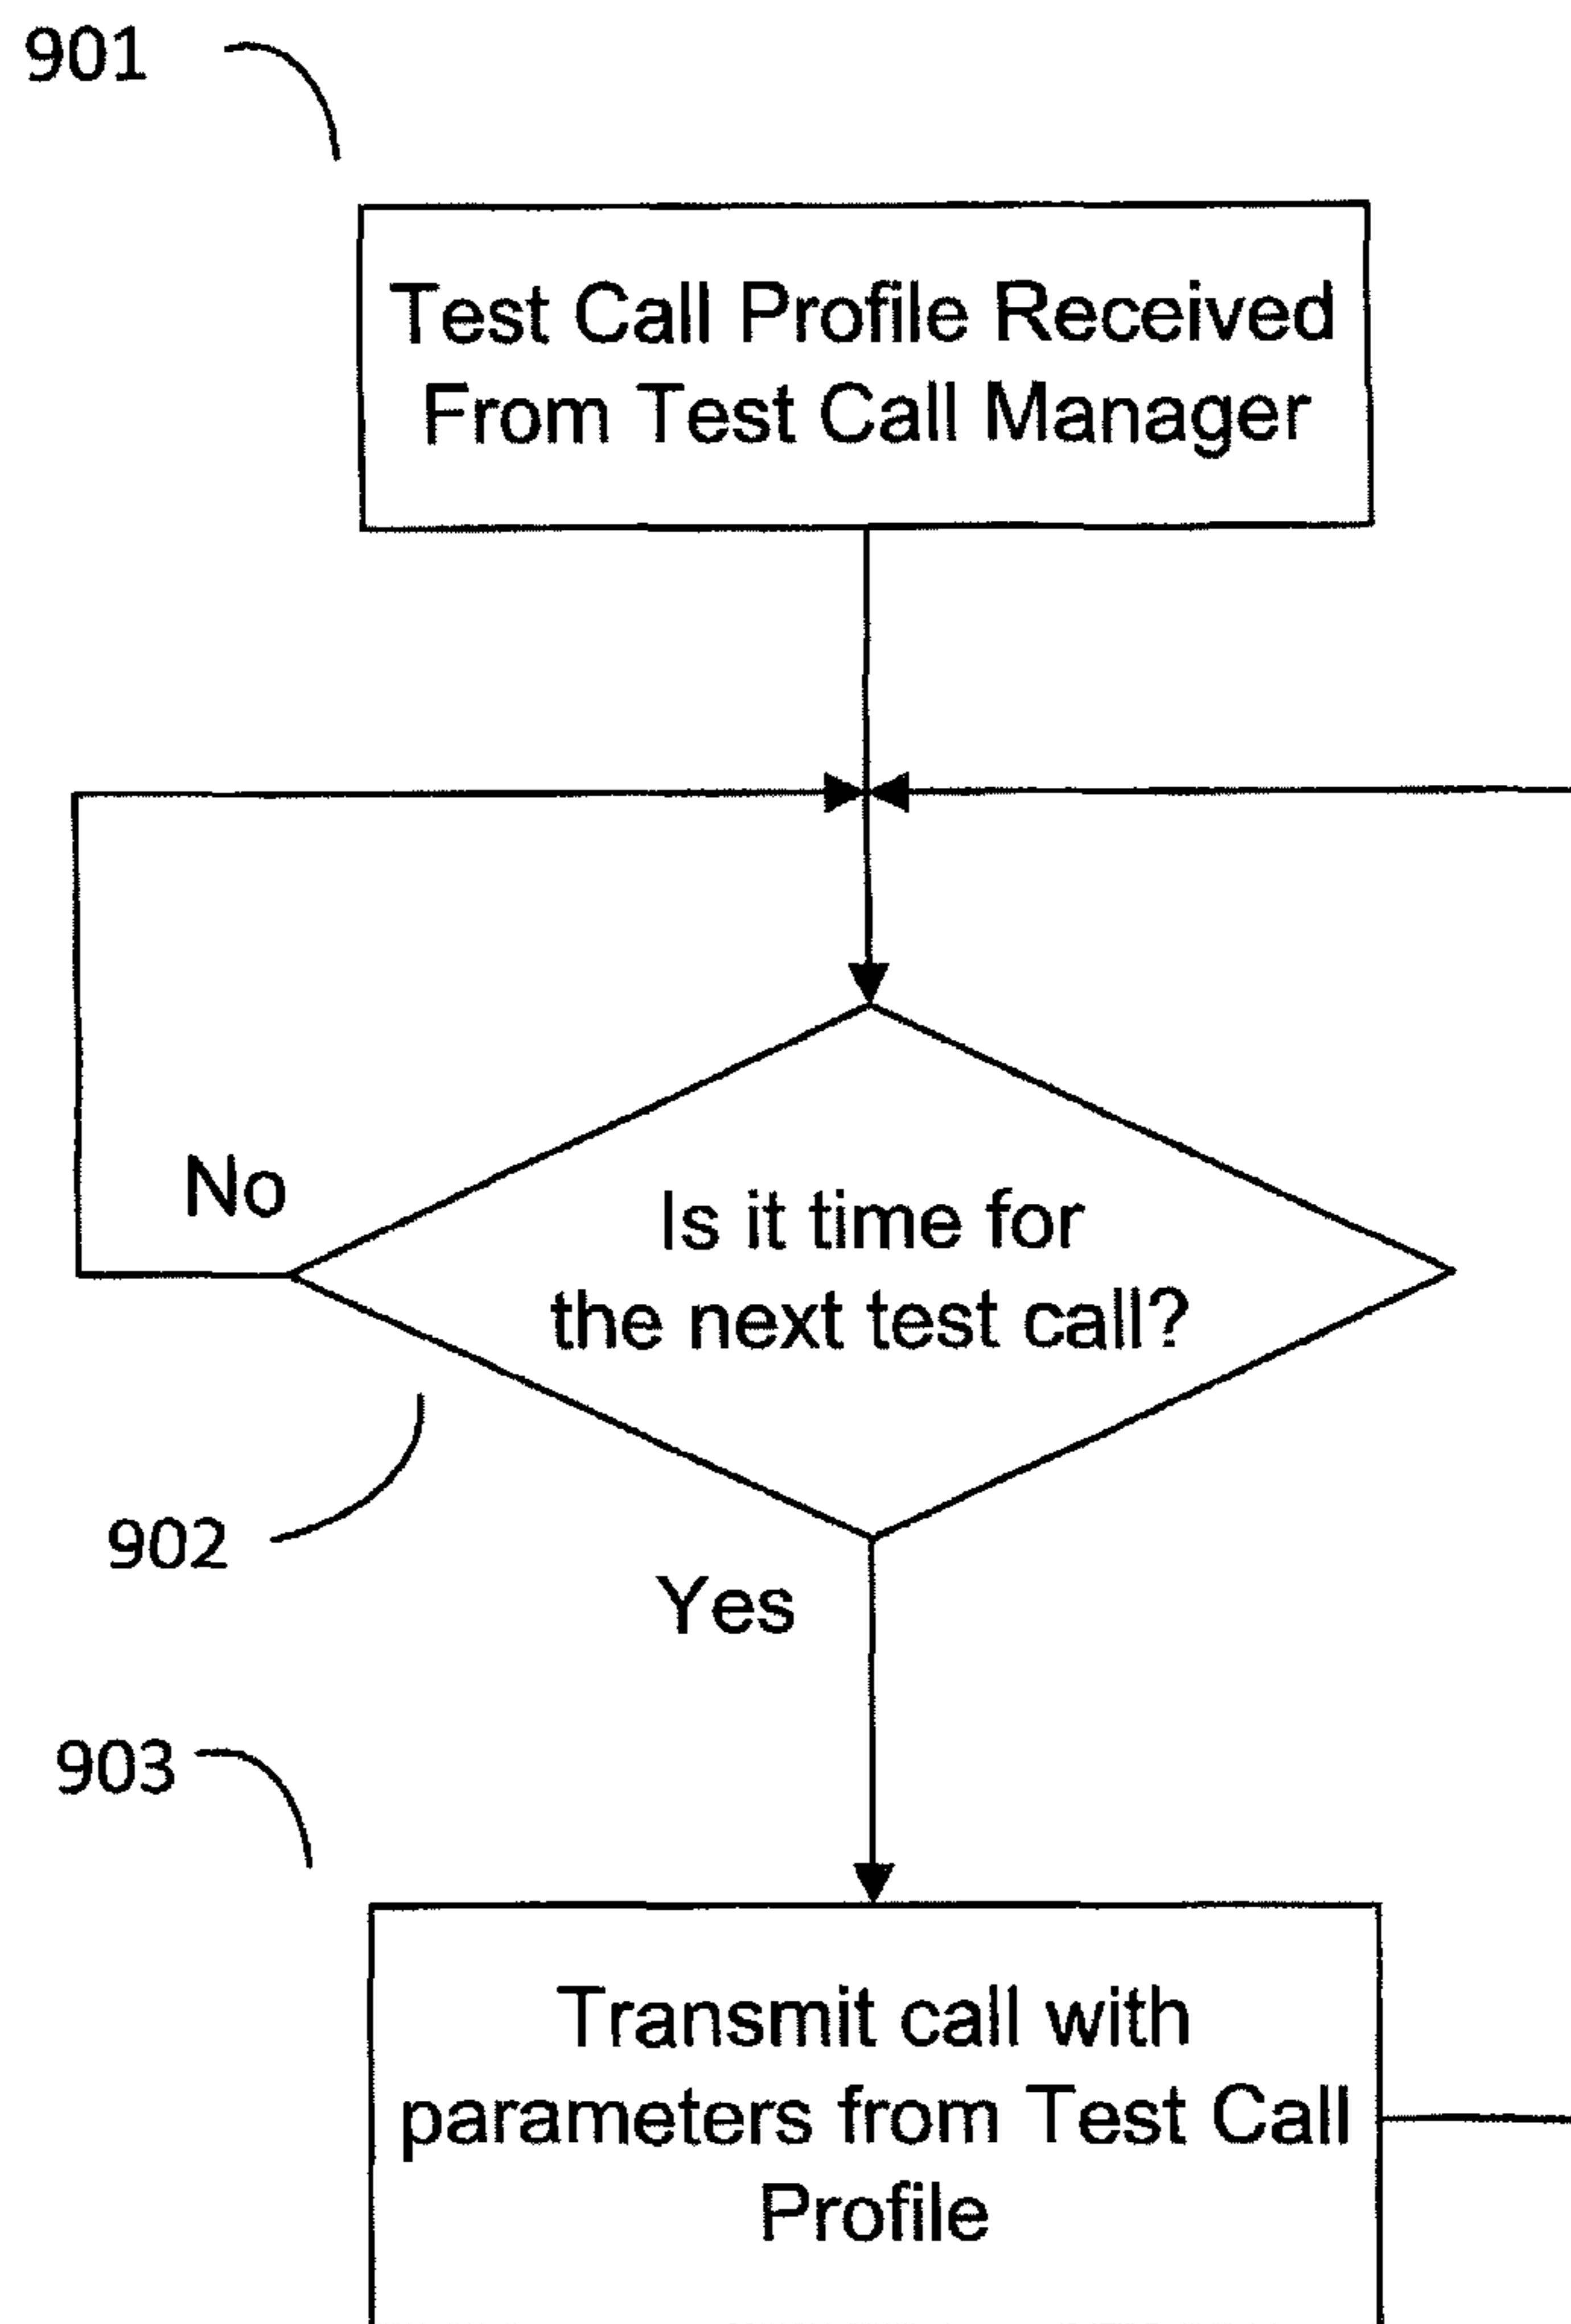 901
Test Call Profile Received
From Test Call Manager
No
Is it time for
the next test call?
902
Yes
903
Transmit call with
parameters from Test Call
Profile